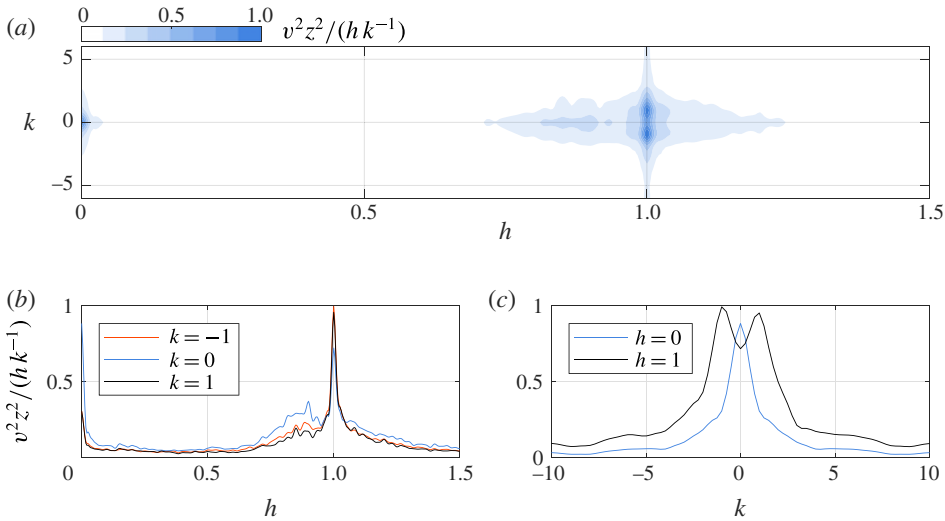 (a)
0 0.5 1.0 v²z²/(h k⁻¹)
5
k 0
−5
0 0.5 1.0 1.5
h
(b) (c)
1 1
v²z²/(h k⁻¹)
k = −1 h = 0
k = 0 h = 1
k = 1
0.5 0.5
0 0.5 1.0 1.5 0 −10 −5 0 5 10
h k